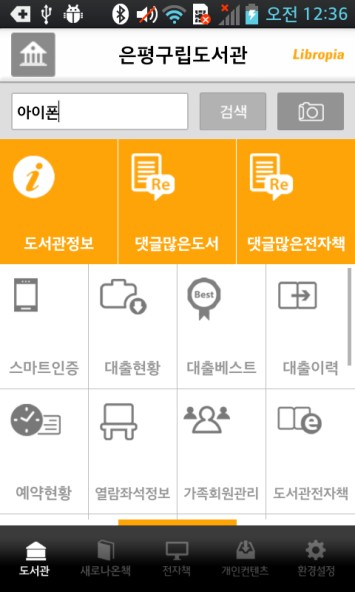 오전 12:36
은평구립도서관
Libropia
아이폰
검색
i
Re
Re
도서관정보
댓글많은도서
댓글많은전자책
Best
스마트인증
대출현황
대출베스트
대출이력
e
예약현황
열람좌석정보
가족회원관리
도서관전자책
도서관
새로나온책
전자책
개인컨텐츠
환경설정